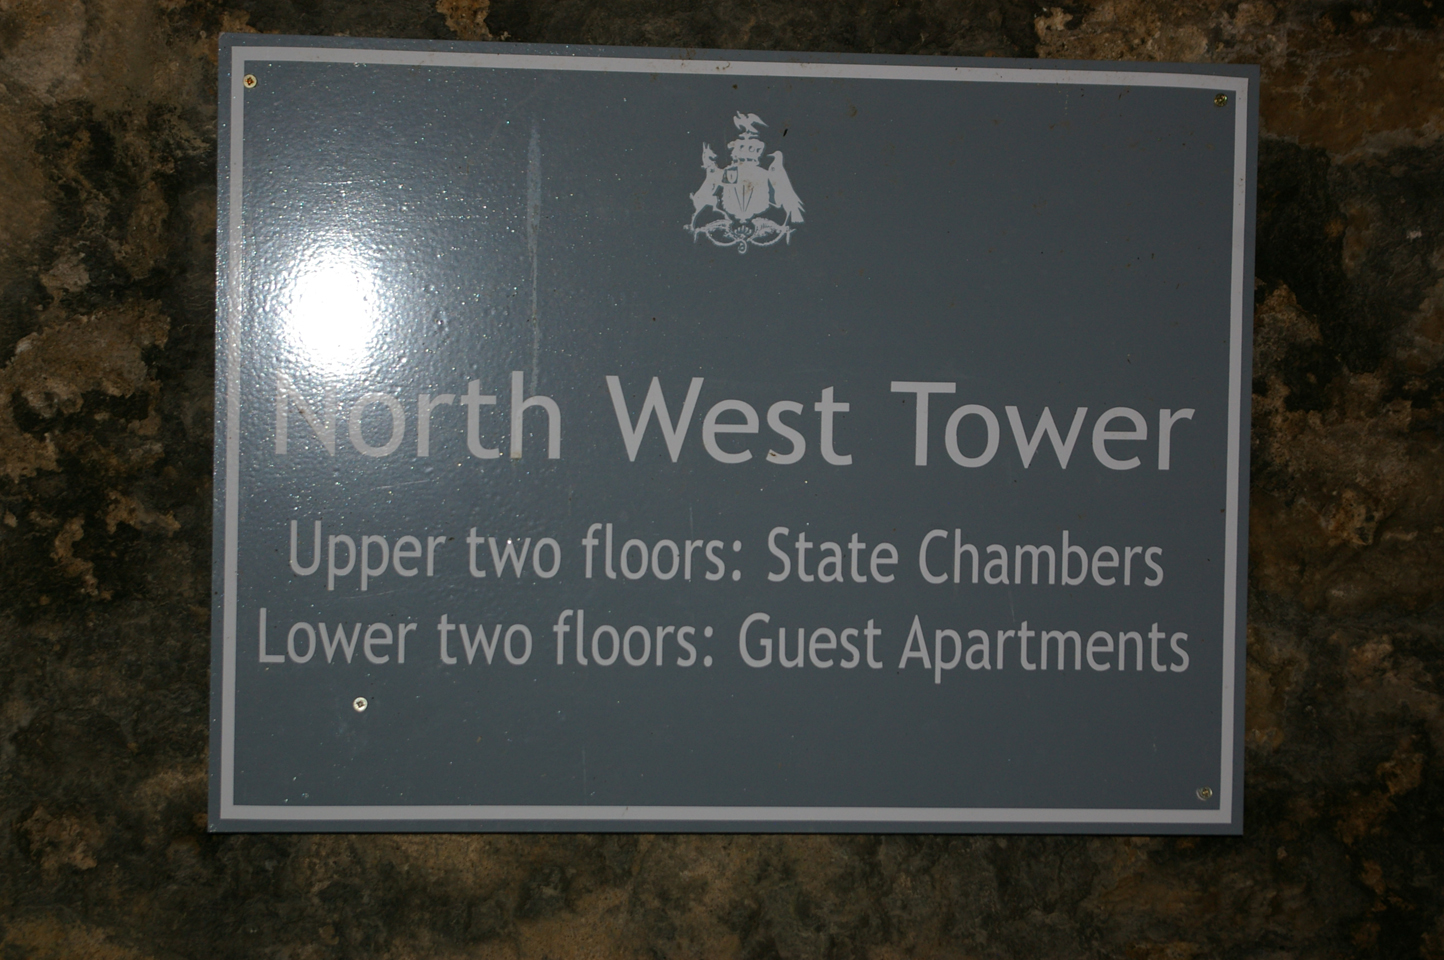 North West Tower
Upper two floors: State Chambers
Lower two floors: Guest Apartments